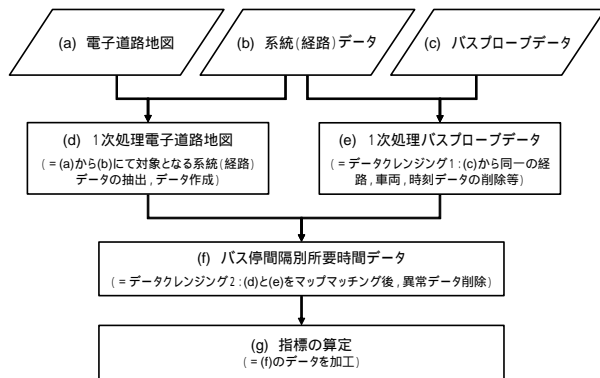 (a) 電子道路地図
(b) 系統(経路)データ
(c) バスプローブデータ
(d) 1次処理電子道路地図
(=(a)から(b)にて対象となる系統(経路)
データの抽出,データ作成)
(e) 1次処理バスプローブデータ
(=データクレンジング1:(c)から同一の経
路,車両,時刻データの削除等)
(f) バス停間隔別所要時間データ
(=データクレンジング2:(d)と(e)をマップマッチング後,異常データ削除)
(g) 指標の算定
(=(f)のデータを加工)